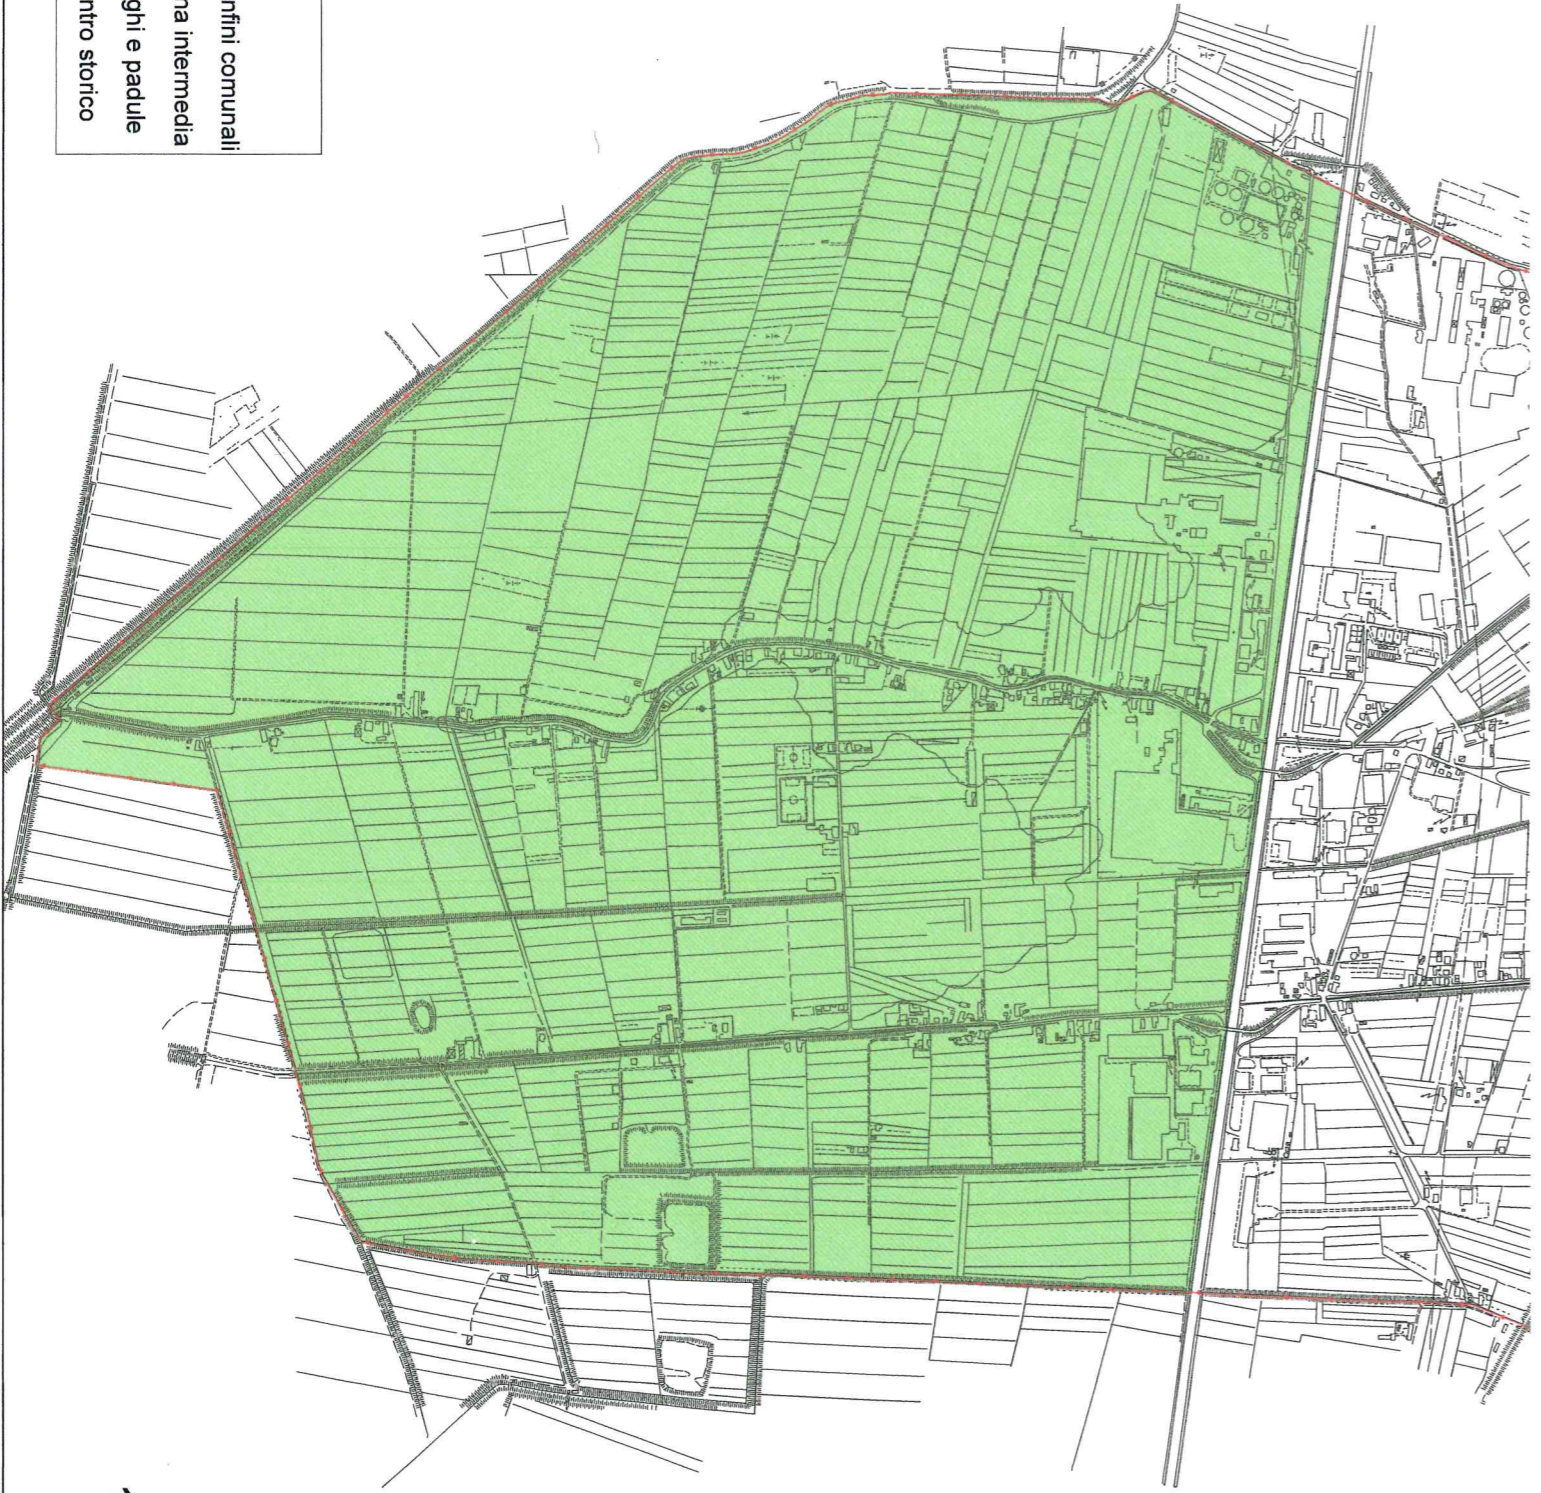 nfini comunali
na intermedia
ghi e padule
ntro storico